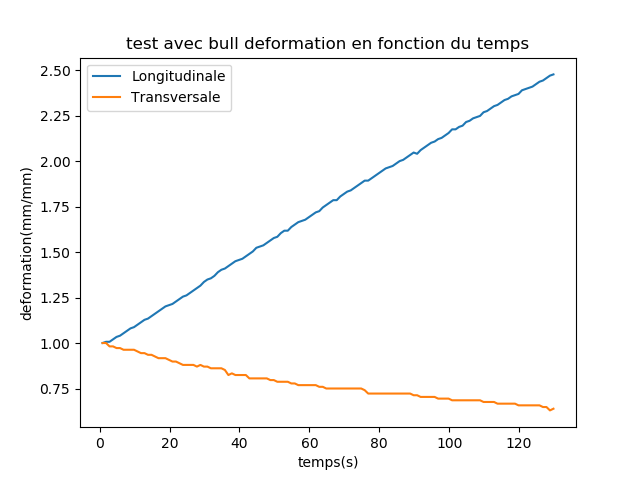 test avec bull deformation en fonction du temps
Longitudinale
Transversale
deformation(mm/mm)
2.50
2.25
2.00
1.75
1.50
1.25
1.00
0.75
0 20 40 60 80 100 120
temps(s)